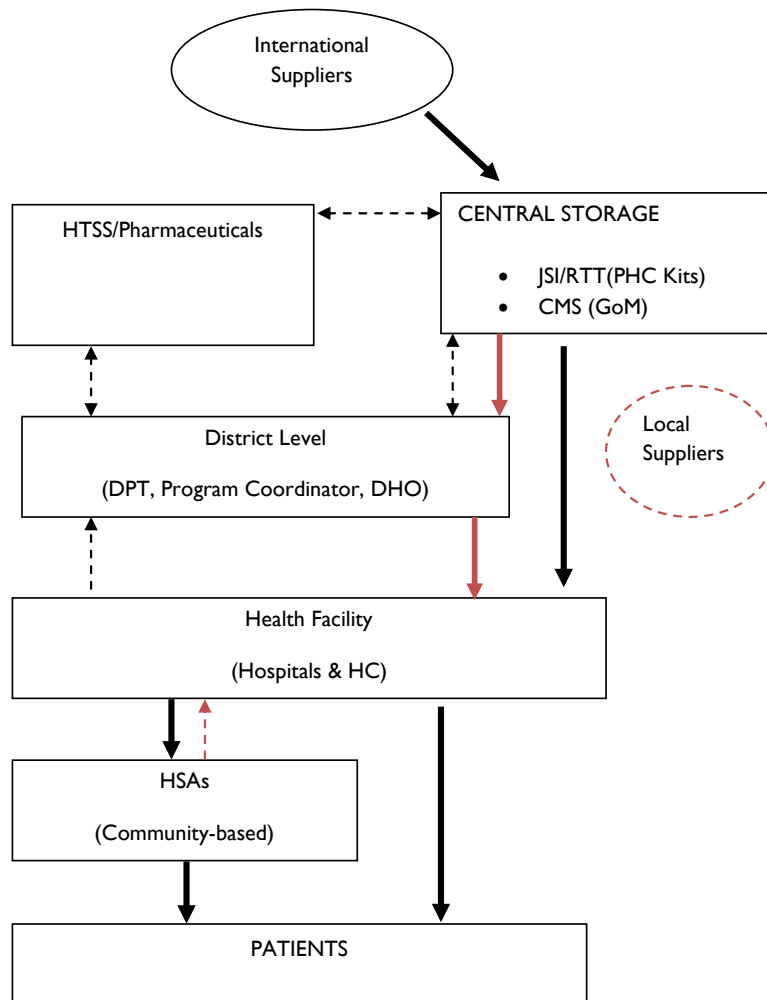 International
Suppliers
HTSS/Pharmaceuticals
CENTRAL STORAGE
• JSI/RTT(PHC Kits)
• CMS (GoM)
Local
Suppliers
District Level
(DPT, Program Coordinator, DHO)
Health Facility
(Hospitals & HC)
HSAs
(Community-based)
PATIENTS